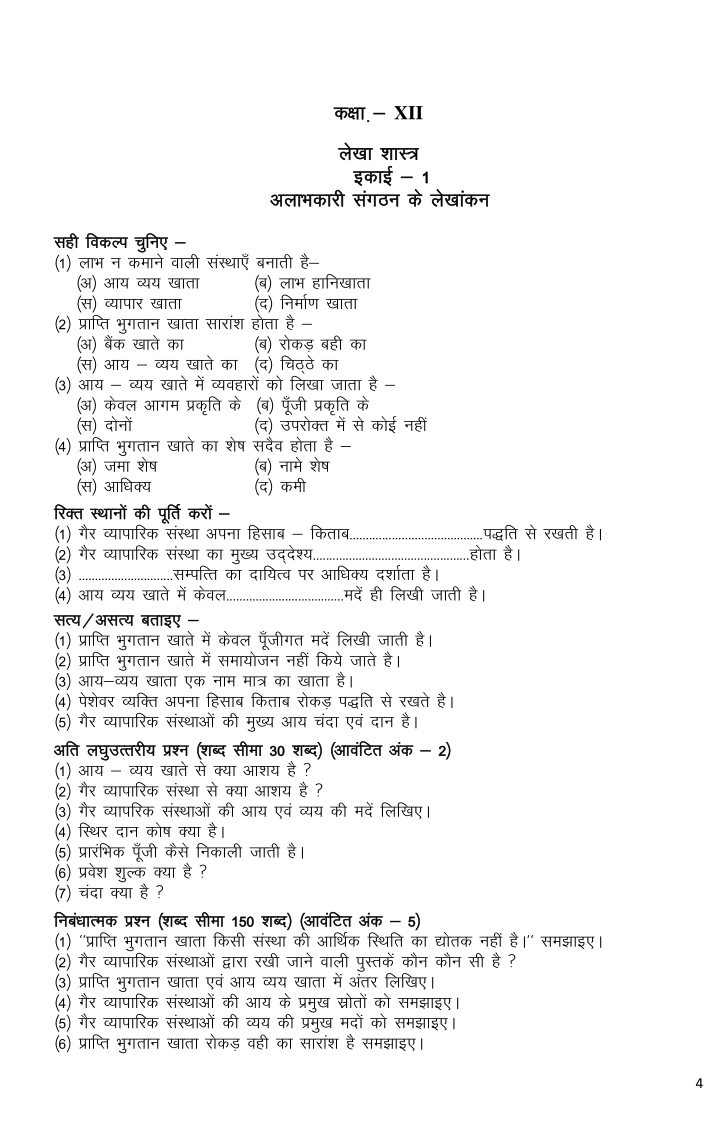 कक्षा.– XII
लेखा शास्त्र
इकाई – 1
अलाभकारी संगठन के लेखांकन
सही विकल्प चुनिए –
(1) लाभ न कमाने वाली संस्थाएँ बनाती है–
(अ) आय व्यय खाता (ब) लाभ हानिखाता
(स) व्यापार खाता (द) निर्माण खाता
(2) प्राप्ति भुगतान खाता सारांश होता है –
(अ) बैंक खाते का (ब) रोकड़ बही का
(स) आय – व्यय खाते का (द) चिठ्ठे का
(3) आय – व्यय खाते में व्यवहारों को लिखा जाता है –
(अ) केवल आगम प्रकृति के (ब) पूँजी प्रकृति के
(स) दोनों (द) उपरोक्त में से कोई नहीं
(4) प्राप्ति भुगतान खाते का शेष सदैव होता है –
(अ) जमा शेष (ब) नामे शेष
(स) आधिक्य (द) कमी
रिक्त स्थानों की पूर्ति करों –
(1) गैर व्यापारिक संस्था अपना हिसाब – किताब.........................................पद्धति से रखती है।
(2) गैर व्यापारिक संस्था का मुख्य उद्देश्य................................................होता है।
(3) .............................सम्पत्ति का दायित्व पर आधिक्य दर्शाता है।
(4) आय व्यय खाते में केवल....................................मदें ही लिखी जाती है।
सत्य/असत्य बताइए –
(1) प्राप्ति भुगतान खाते में केवल पूँजीगत मदें लिखी जाती है।
(2) प्राप्ति भुगतान खाते में समायोजन नहीं किये जाते है।
(3) आय–व्यय खाता एक नाम मात्र का खाता है।
(4) पेशेवर व्यक्ति अपना हिसाब किताब रोकड़ पद्धति से रखते है।
(5) गैर व्यापारिक संस्थाओं की मुख्य आय चंदा एवं दान है।
अति लघुउत्तरीय प्रश्न (शब्द सीमा 30 शब्द) (आवंटित अंक – 2)
(1) आय – व्यय खाते से क्या आशय है ?
(2) गैर व्यापारिक संस्था से क्या आशय है ?
(3) गैर व्यापरिक संस्थाओं की आय एवं व्यय की मदें लिखिए।
(4) स्थिर दान कोष क्या है।
(5) प्रारंभिक पूँजी कैसे निकाली जाती है।
(6) प्रवेश शुल्क क्या है ?
(7) चंदा क्या है ?
निबंधात्मक प्रश्न (शब्द सीमा 150 शब्द) (आवंटित अंक – 5)
(1) "प्राप्ति भुगतान खाता किसी संस्था की आर्थिक स्थिति का द्योतक नहीं है।" समझाइए।
(2) गैर व्यापारिक संस्थाओं द्वारा रखी जाने वाली पुस्तकें कौन कौन सी है ?
(3) प्राप्ति भुगतान खाता एवं आय व्यय खाता में अंतर लिखिए।
(4) गैर व्यापारिक संस्थाओं की आय के प्रमुख स्रोतों को समझाइए।
(5) गैर व्यापारिक संस्थाओं की व्यय की प्रमुख मदों को समझाइए।
(6) प्राप्ति भुगतान खाता रोकड़ वही का सारांश है समझाइए।
4